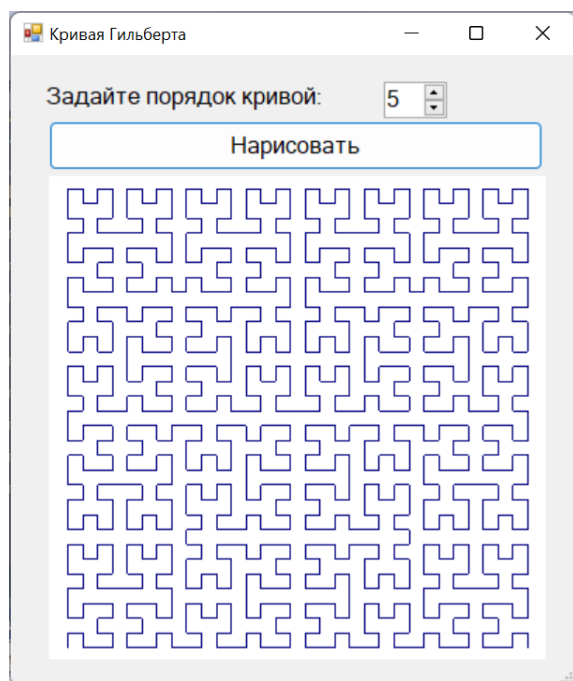 Кривая Гильберта
Задайте порядок кривой: 5
Нарисовать